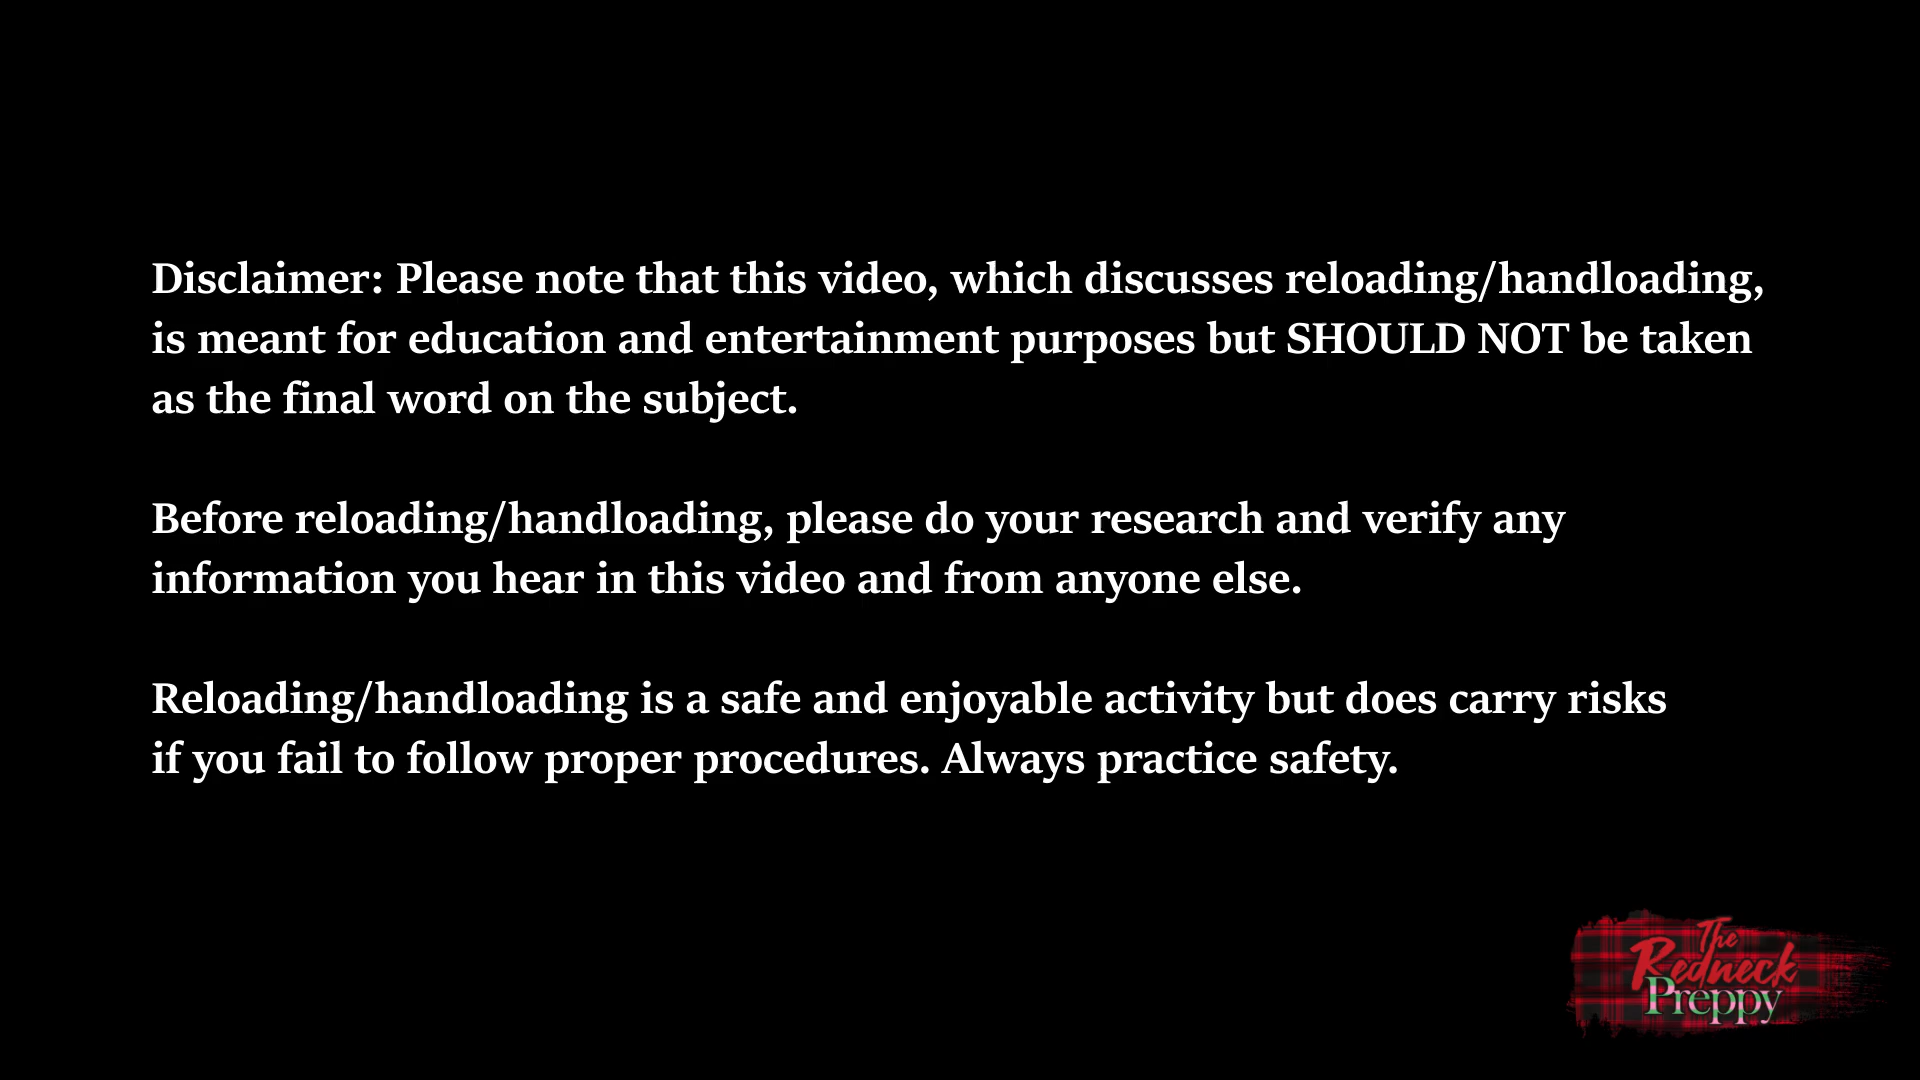 Disclaimer: Please note that this video, which discusses reloading/handloading,
is meant for education and entertainment purposes but SHOULD NOT be taken
as the final word on the subject.
Before reloading/handloading, please do your research and verify any
information you hear in this video and from anyone else.
Reloading/handloading is a safe and enjoyable activity but does carry risks
if you fail to follow proper procedures. Always practice safety.
The
Redneck
Preppy